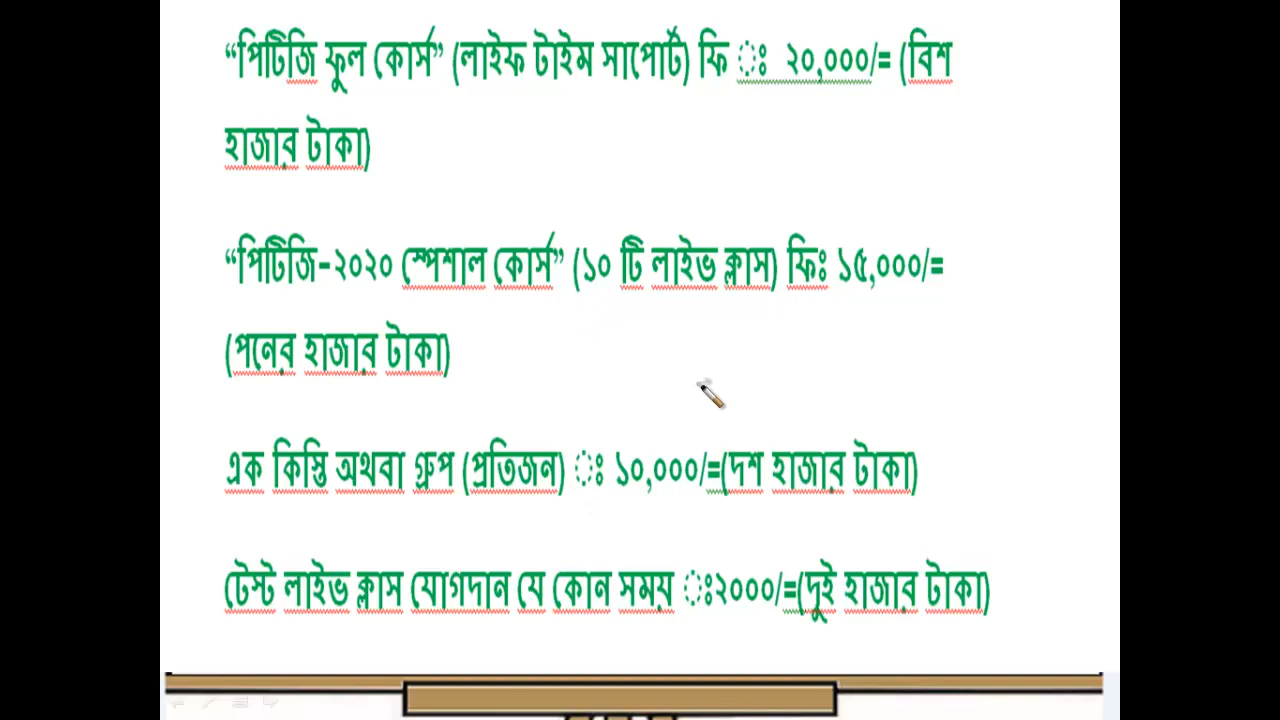 “পিটিজি ফুল কোর্স” (লাইফ টাইম সাপোর্ট) ফি ঃ ২০,০০০/= (বিশ
হাজার টাকা)
“পিটিজি-২০২০ স্পেশাল কোর্স” (১০ টি লাইভ ক্লাস) ফিঃ ১৫,০০০/=
(পনের হাজার টাকা)
এক কিস্তি অথবা গ্রুপ (প্রতিজন) ঃ ১০,০০০/=(দশ হাজার টাকা)
টেস্ট লাইভ ক্লাস যোগদান যে কোন সময় ঃ২০০০/=(দুই হাজার টাকা)